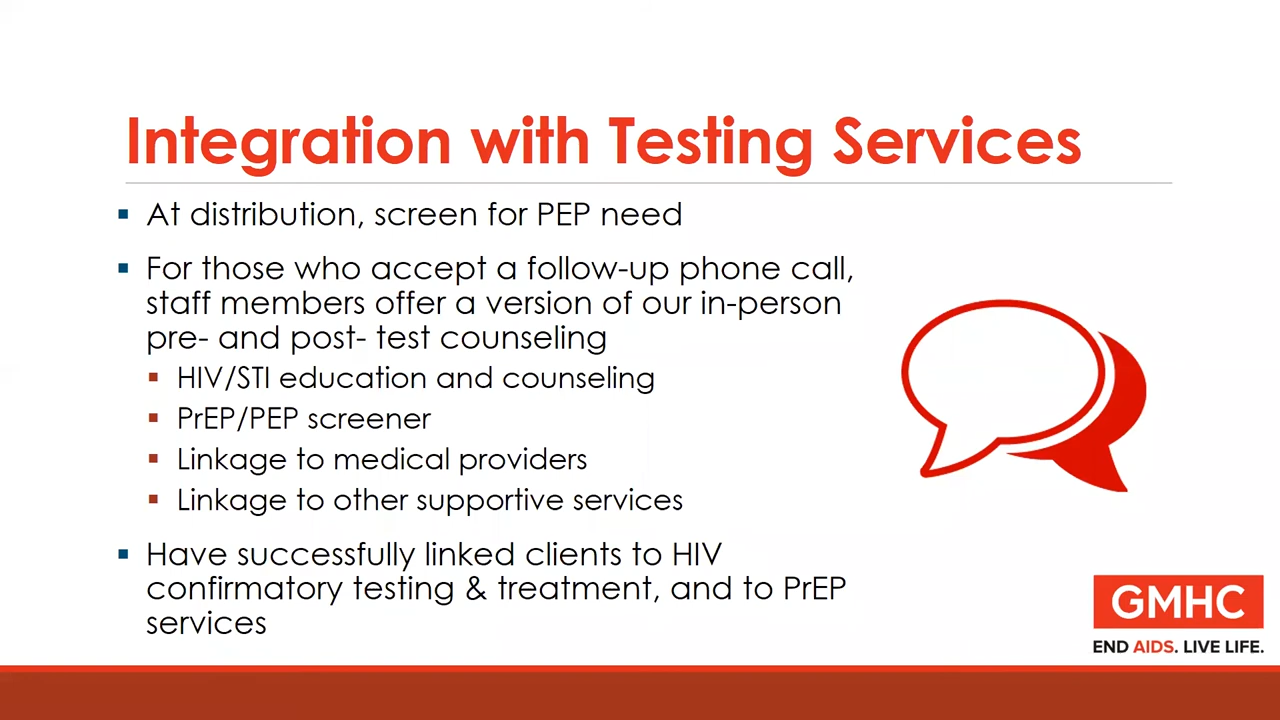 Integration with Testing Services
▪ At distribution, screen for PEP need
▪ For those who accept a follow-up phone call,
staff members offer a version of our in-person
pre- and post- test counseling
▪ HIV/STI education and counseling
▪ PrEP/PEP screener
▪ Linkage to medical providers
▪ Linkage to other supportive services
▪ Have successfully linked clients to HIV
confirmatory testing & treatment, and to PrEP
services
GMHC
END AIDS. LIVE LIFE.